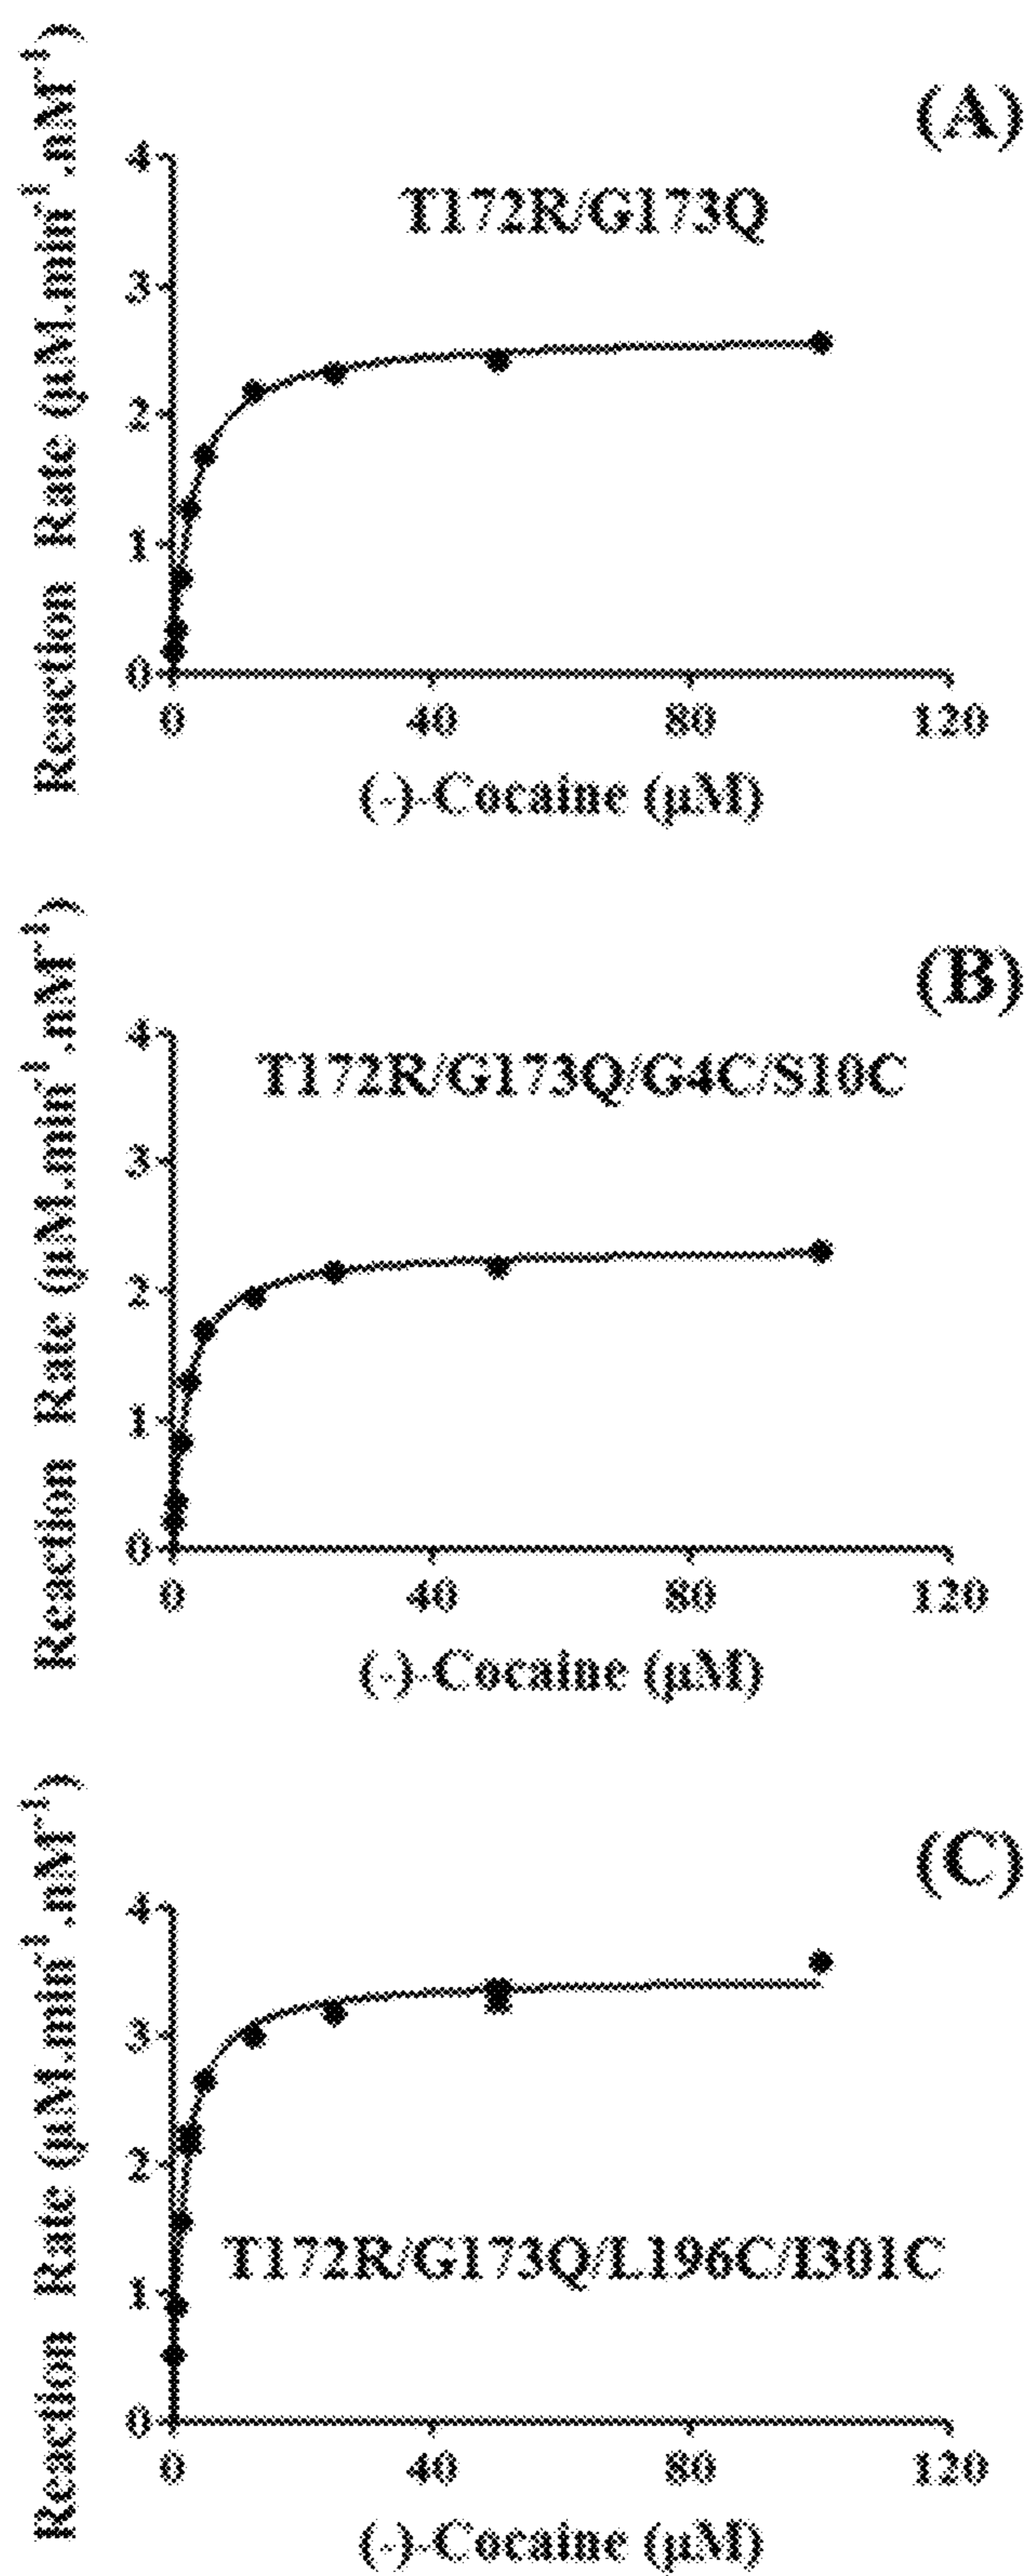 (A)
T172R/G173Q
Reaction Rate (µM.min⁻¹.nM⁻¹)
4
3
2
1
0
0 40 80 120
(-)-Cocaine (µM)
(B)
T172R/G173Q/G4C/S10C
Reaction Rate (µM.min⁻¹.nM⁻¹)
4
3
2
1
0
0 40 80 120
(-)-Cocaine (µM)
(C)
Reaction Rate (µM.min⁻¹.nM⁻¹)
4
3
2
T172R/G173Q/L196C/I301C
1
0
0 40 80 120
(-)-Cocaine (µM)